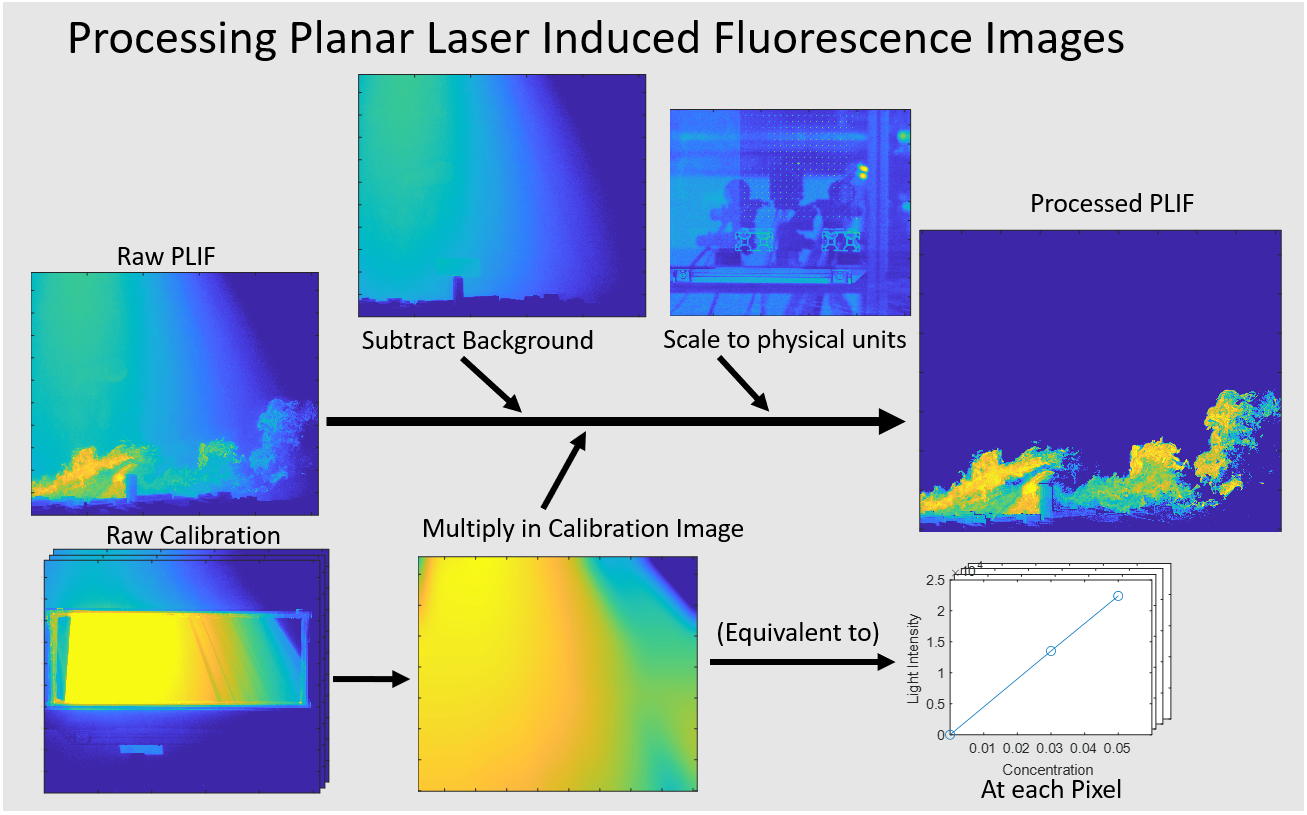 Processing Planar Laser Induced Fluorescence Images
Raw PLIF
Subtract Background
Scale to physical units
Processed PLIF
Raw Calibration
Multiply in Calibration Image
(Equivalent to)
2.5
2
1.5
1
0.5
0
Light Intensity
0.01 0.02 0.03 0.04 0.05
Concentration
At each Pixel